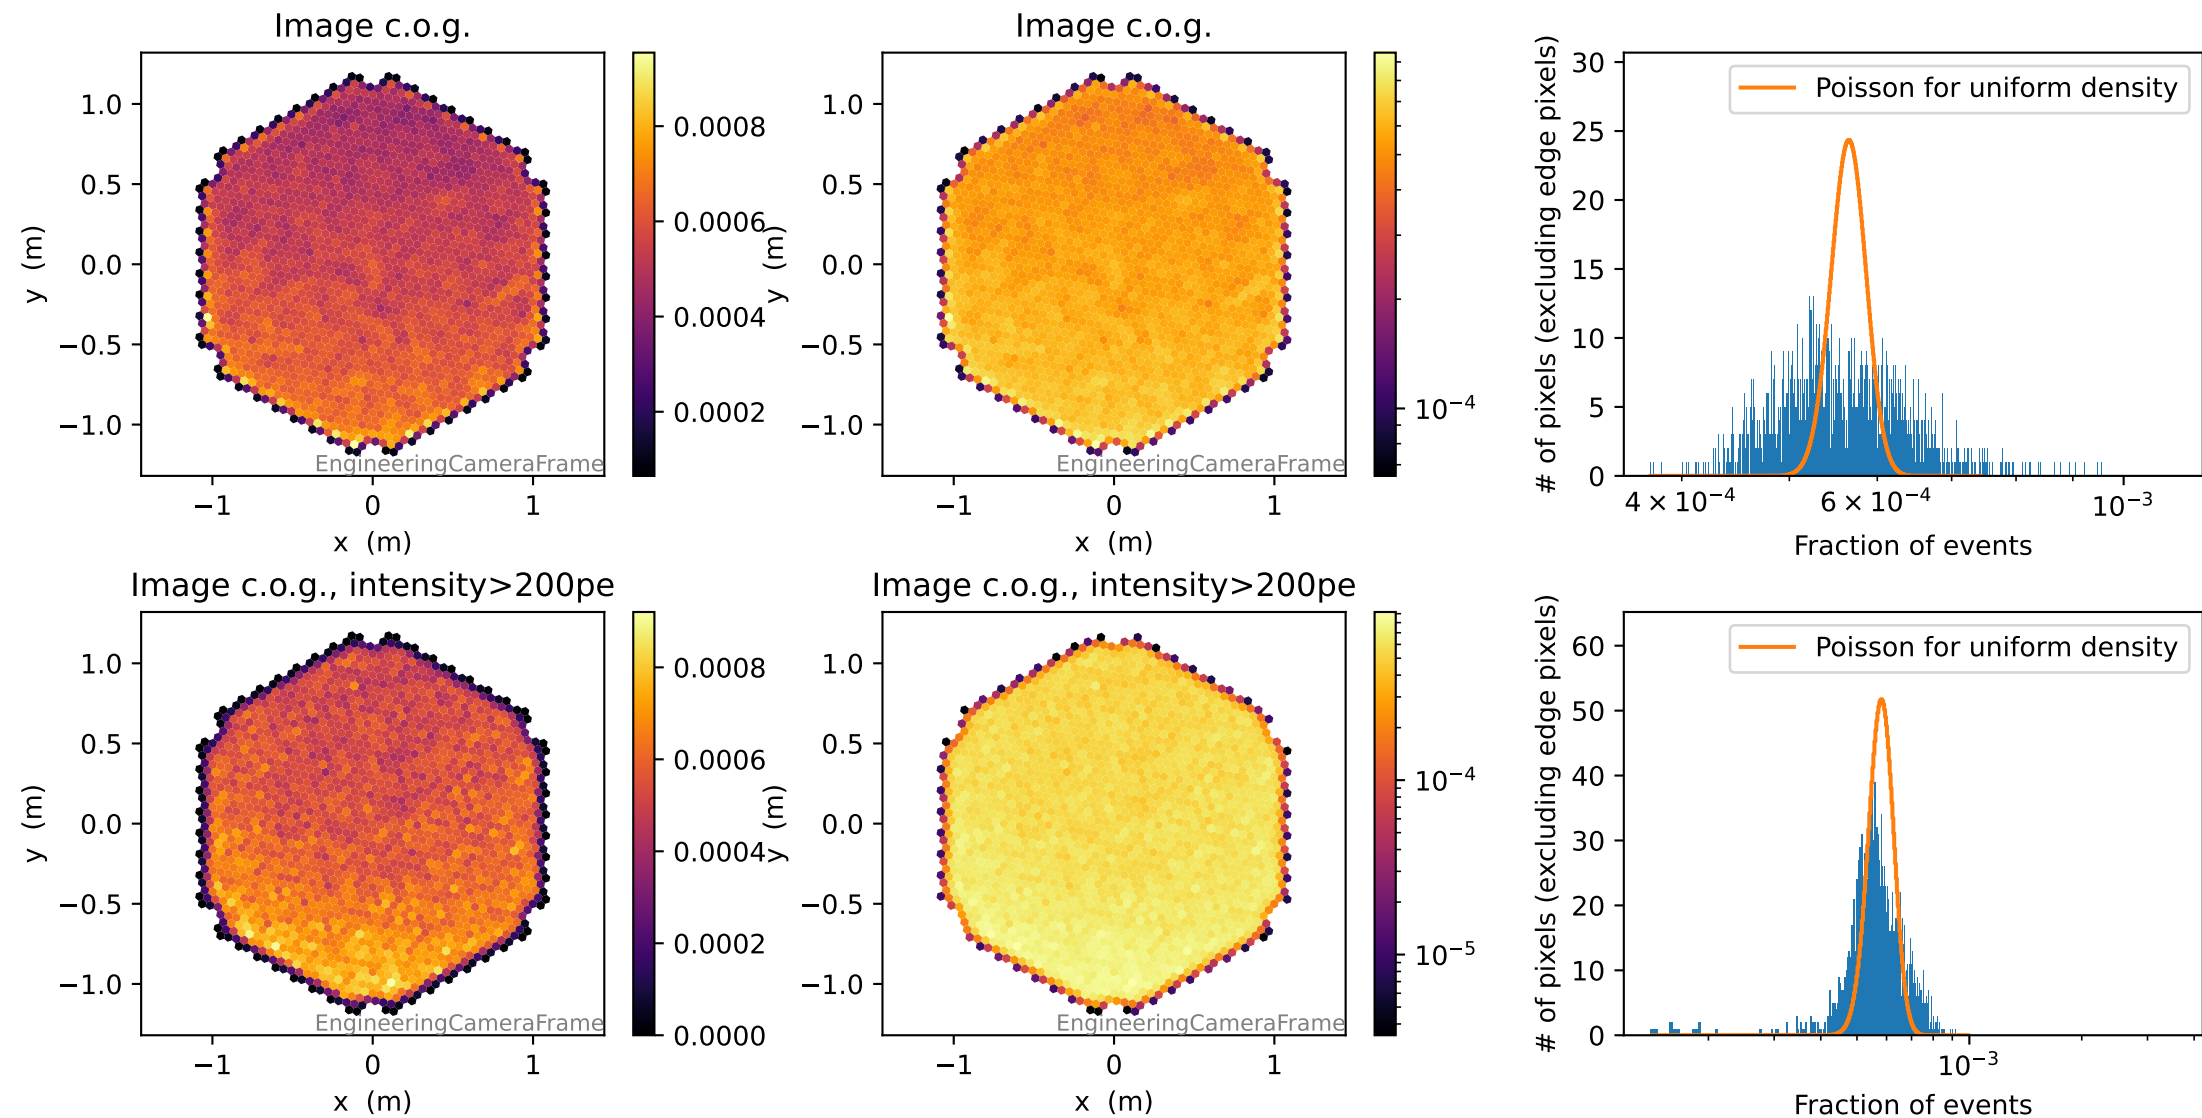 Image c.o.g.
1.0
0.5
0.0
−0.5
−1.0
y (m)
−1
0
1
x (m)
EngineeringCameraFrame
0.0008
0.0006
0.0004
0.0002
Image c.o.g.
1.0
0.5
0.0
−0.5
−1.0
y (m)
−1
0
1
x (m)
EngineeringCameraFrame
10⁻⁴
# of pixels (excluding edge pixels)
30
25
20
15
10
5
0
Poisson for uniform density
4 × 10⁻⁴
6 × 10⁻⁴
10⁻³
Fraction of events
Image c.o.g., intensity>200pe
1.0
0.5
0.0
−0.5
−1.0
y (m)
−1
0
1
x (m)
EngineeringCameraFrame
0.0008
0.0006
0.0004
0.0002
0.0000
Image c.o.g., intensity>200pe
1.0
0.5
0.0
−0.5
−1.0
y (m)
−1
0
1
x (m)
EngineeringCameraFrame
10⁻⁴
10⁻⁵
# of pixels (excluding edge pixels)
60
50
40
30
20
10
0
Poisson for uniform density
10⁻³
Fraction of events